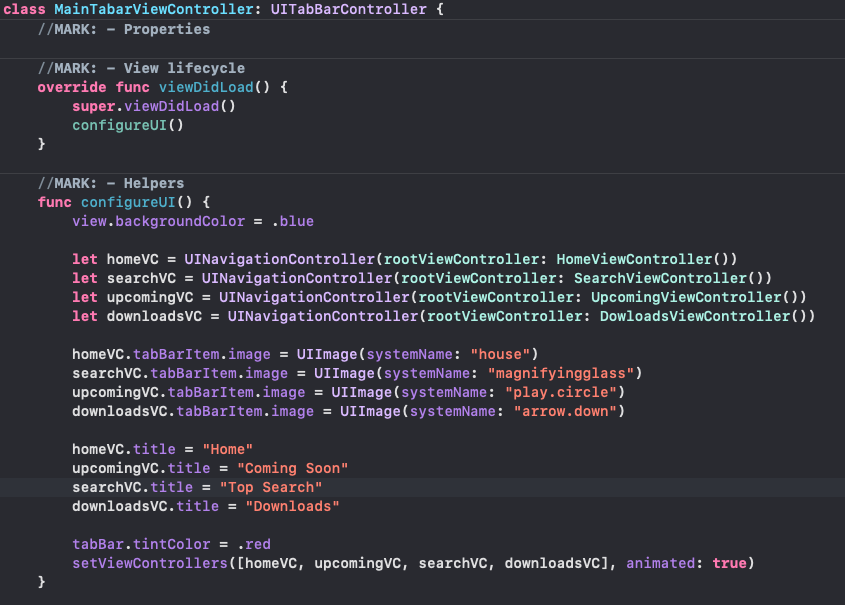 class MainTabarViewController: UITabBarController {
    //MARK: - Properties
    //MARK: - View lifecycle
    override func viewDidLoad() {
        super.viewDidLoad()
        configureUI()
    }
    //MARK: - Helpers
    func configureUI() {
        view.backgroundColor = .blue
        let homeVC = UINavigationController(rootViewController: HomeViewController())
        let searchVC = UINavigationController(rootViewController: SearchViewController())
        let upcomingVC = UINavigationController(rootViewController: UpcomingViewController())
        let downloadsVC = UINavigationController(rootViewController: DowloadsViewController())
        homeVC.tabBarItem.image = UIImage(systemName: "house")
        searchVC.tabBarItem.image = UIImage(systemName: "magnifyingglass")
        upcomingVC.tabBarItem.image = UIImage(systemName: "play.circle")
        downloadsVC.tabBarItem.image = UIImage(systemName: "arrow.down")
        homeVC.title = "Home"
        upcomingVC.title = "Coming Soon"
        searchVC.title = "Top Search"
        downloadsVC.title = "Downloads"
        tabBar.tintColor = .red
        setViewControllers([homeVC, upcomingVC, searchVC, downloadsVC], animated: true)
    }